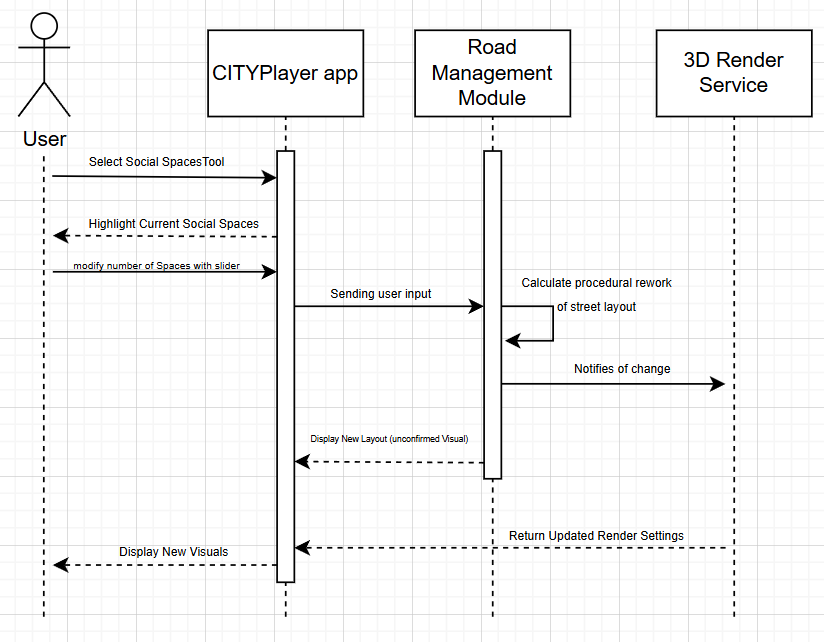 CITYPlayer app
Road
Management
Module
3D Render
Service
User
Select Social SpacesTool
Highlight Current Social Spaces
modify number of Spaces with slider
Sending user input
Calculate procedural rework
of street layout
Notifies of change
Display New Layout (unconfirmed Visual)
Return Updated Render Settings
Display New Visuals